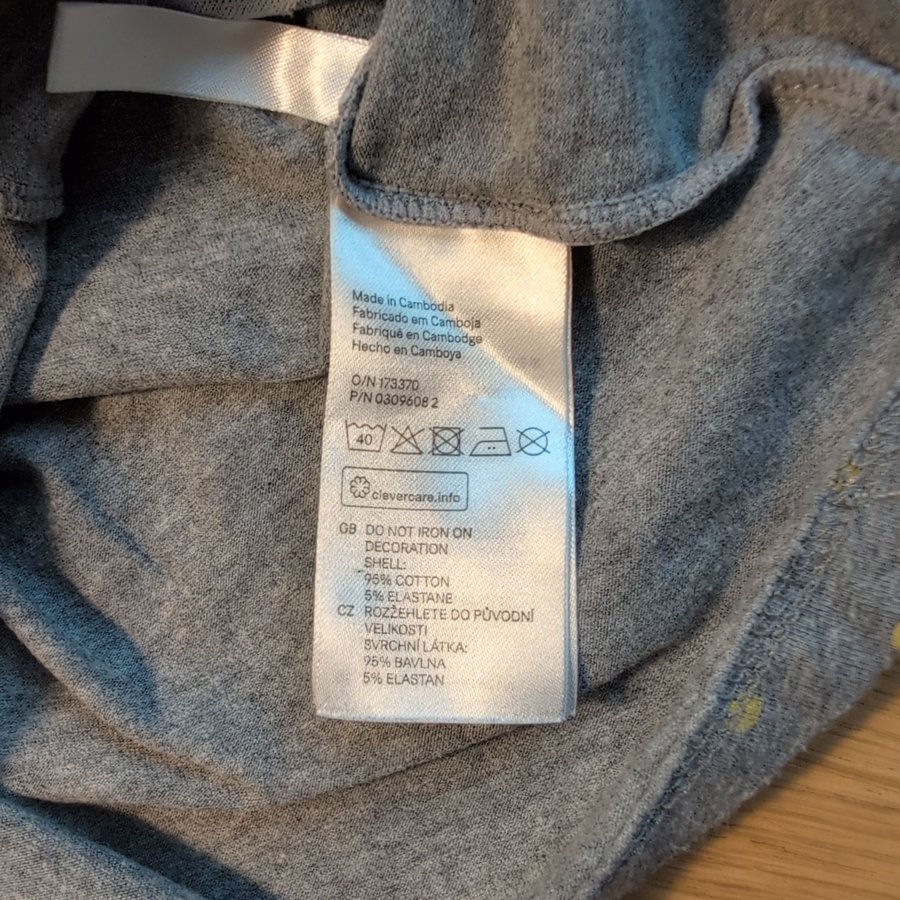 Made in Cambodia
Fabricado em Camboja
Fabriqué en Cambodge
Hecho en Camboya
O/N 173370
P/N 0309608 2
40
clevercare.info
GB DO NOT IRON ON
DECORATION
SHELL:
95% COTTON
5% ELASTANE
CZ ROZŽEHLETE DO PŮVODNÍ
VELIKOSTI
SVRCHNÍ LÁTKA:
95% BAVLNA
5% ELASTAN